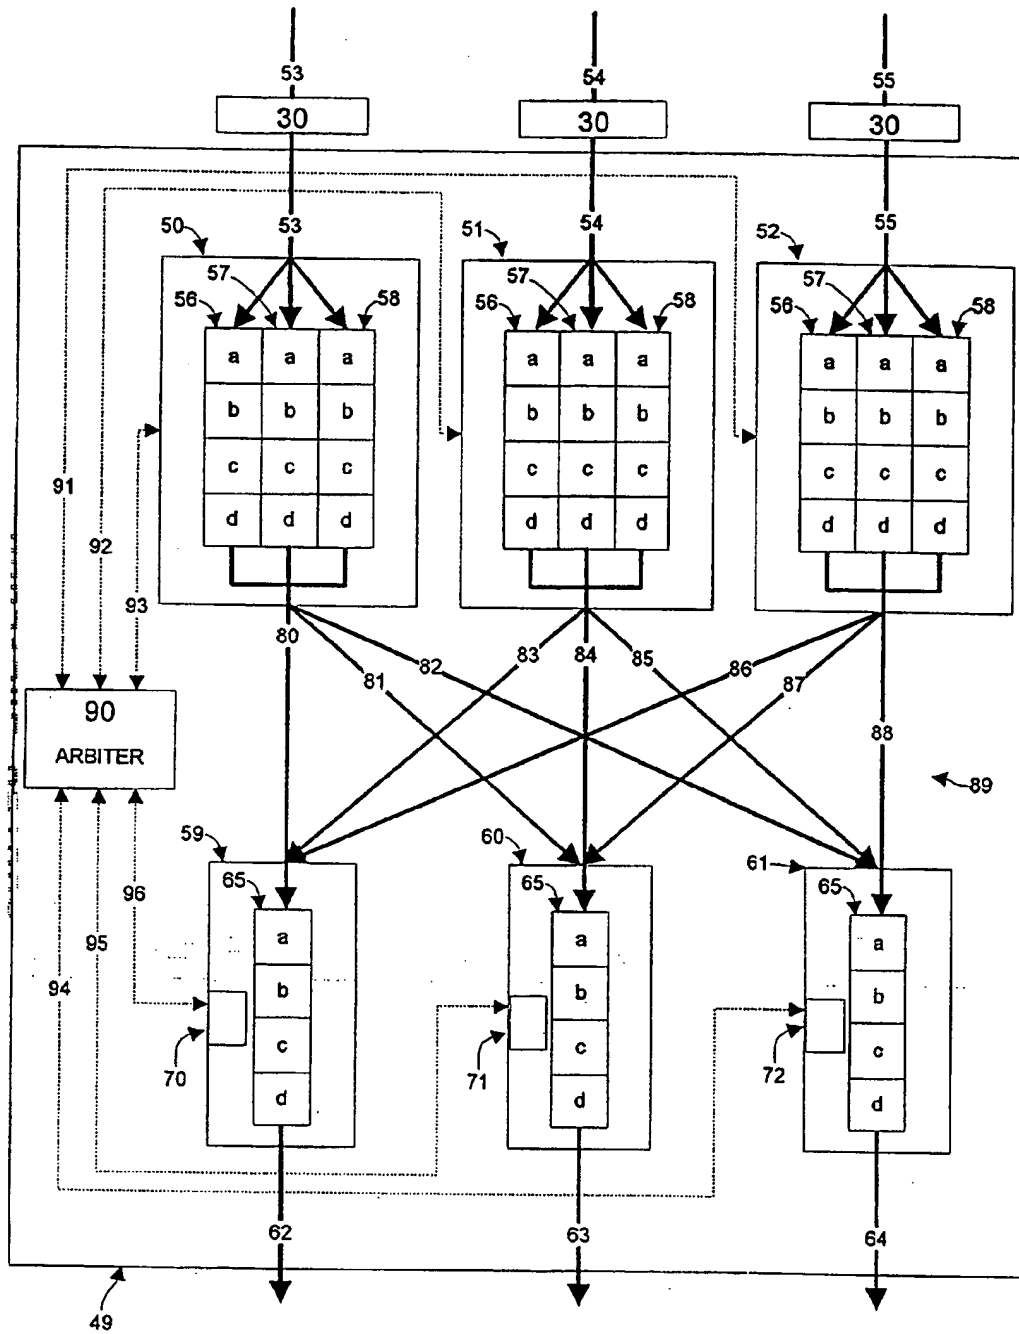 53 54 55
30 30 30
53 54 55
50 51 52
57 57 57
56 58 56 58 56 58
a a a a a a a a a
b b b b b b b b b
c c c c c c c c c
d d d d d d d d d
91
92
93
80 81 82 83 84 85 86 87 88
90
ARBITER
89
59 60 61
65 65 65
96
95
94
a a a
b b b
c c c
d d d
70 71 72
62 63 64
49